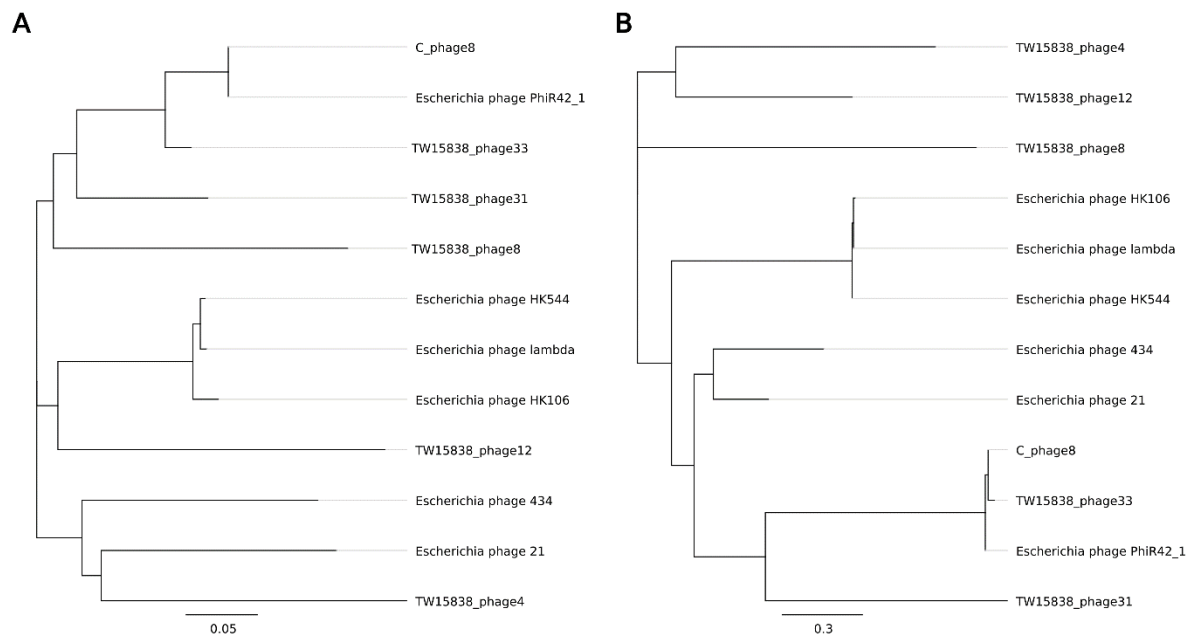 A
C_phage8
Escherichia phage PhiR42_1
TW15838_phage33
TW15838_phage31
TW15838_phage8
Escherichia phage HK544
Escherichia phage lambda
Escherichia phage HK106
TW15838_phage12
Escherichia phage 434
Escherichia phage 21
TW15838_phage4
0.05
B
TW15838_phage4
TW15838_phage12
TW15838_phage8
Escherichia phage HK106
Escherichia phage lambda
Escherichia phage HK544
Escherichia phage 434
Escherichia phage 21
C_phage8
TW15838_phage33
Escherichia phage PhiR42_1
TW15838_phage31
0.3